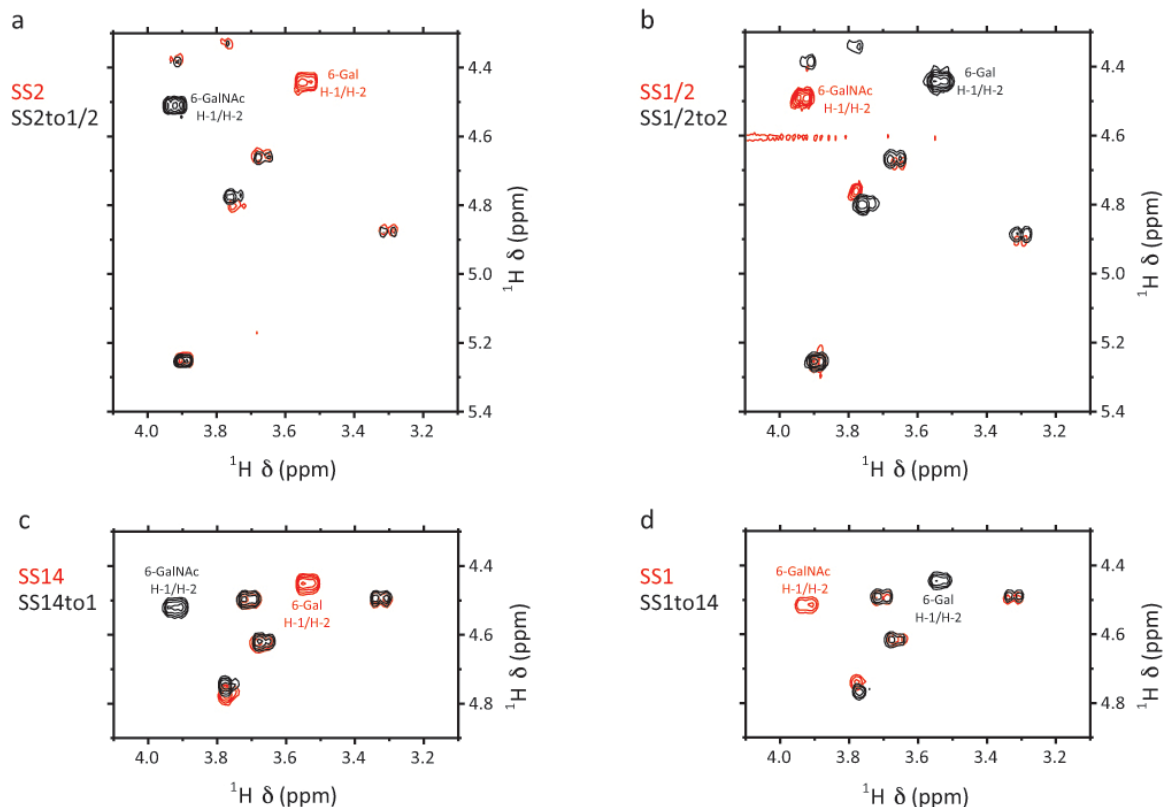 a
SS2
SS2to1/2
6-GalNAc
H-1/H-2
6-Gal
H-1/H-2
4.4
4.6
4.8
5.0
5.2
5.4
¹H δ (ppm)
4.0
3.8
3.6
3.4
3.2
¹H δ (ppm)
b
SS1/2
SS1/2to2
6-GalNAc
H-1/H-2
6-Gal
H-1/H-2
4.4
4.6
4.8
5.0
5.2
5.4
¹H δ (ppm)
4.0
3.8
3.6
3.4
3.2
¹H δ (ppm)
c
SS14
SS14to1
6-GalNAc
H-1/H-2
6-Gal
H-1/H-2
4.4
4.6
4.8
¹H δ (ppm)
4.0
3.8
3.6
3.4
3.2
¹H δ (ppm)
d
SS1
SS1to14
6-GalNAc
H-1/H-2
6-Gal
H-1/H-2
4.4
4.6
4.8
¹H δ (ppm)
4.0
3.8
3.6
3.4
3.2
¹H δ (ppm)